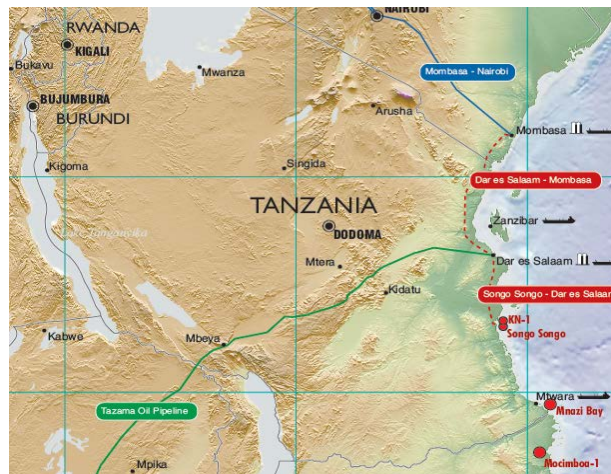 NAIROBI
RWANDA
KIGALI
Bukavu
Mwanza
Mombasa - Nairobi
BUJUMBURA
BURUNDI
Arusha
Mombasa
Kigoma
Singida
Dar es Salaam - Mombasa
TANZANIA
Zanzibar
DODOMA
Lake Tanganyika
Mtera
Dar es Salaam
Kidatu
Songo Songo - Dar es Salaam
KN-1
Songo Songo
Kabwe
Mbeya
Mtwara
Mnazi Bay
Tazama Oil Pipeline
Mpika
Mocimboa-1